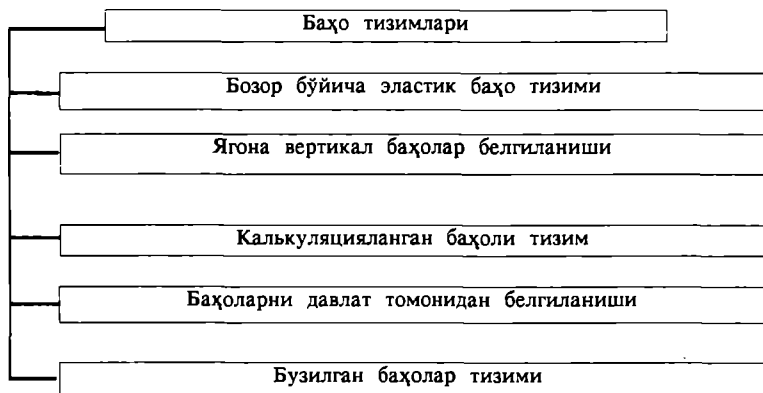 Баҳо тизимлари
Бозор бўйича эластик баҳо тизими
Ягона вертикал баҳолар белгиланиши
Калькуляцияланган баҳоли тизим
Баҳоларни давлат томонидан белгиланиши
Бузилган баҳолар тизими